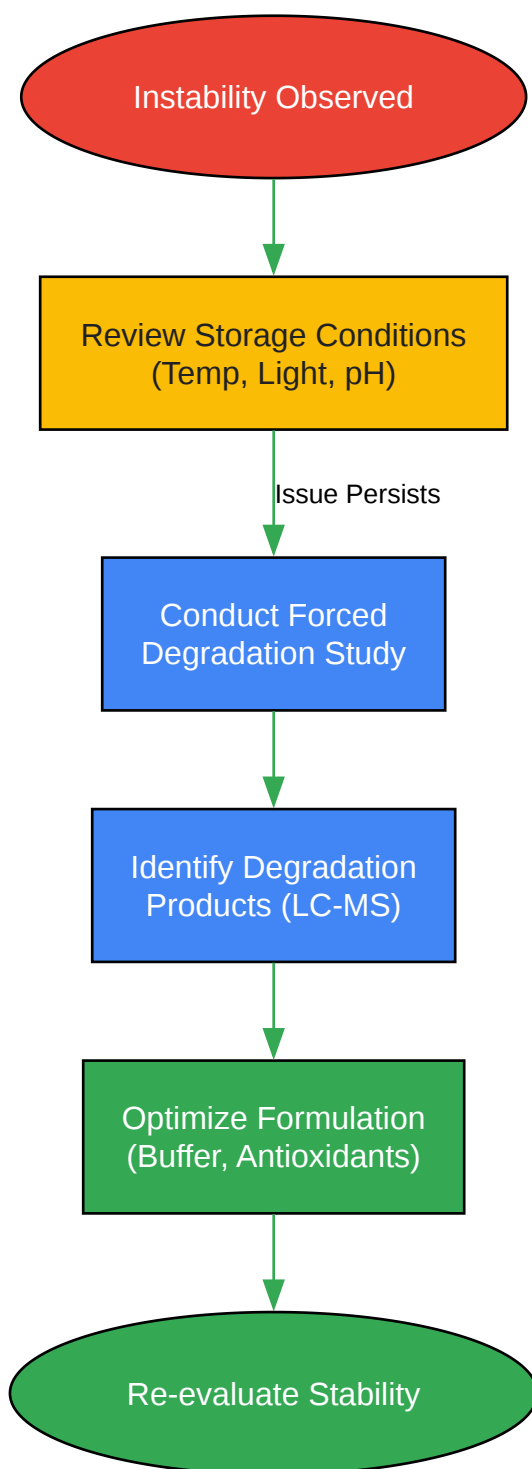 Instability Observed
Review Storage Conditions
(Temp, Light, pH)
Issue Persists
Conduct Forced
Degradation Study
Identify Degradation
Products (LC-MS)
Optimize Formulation
(Buffer, Antioxidants)
Re-evaluate Stability